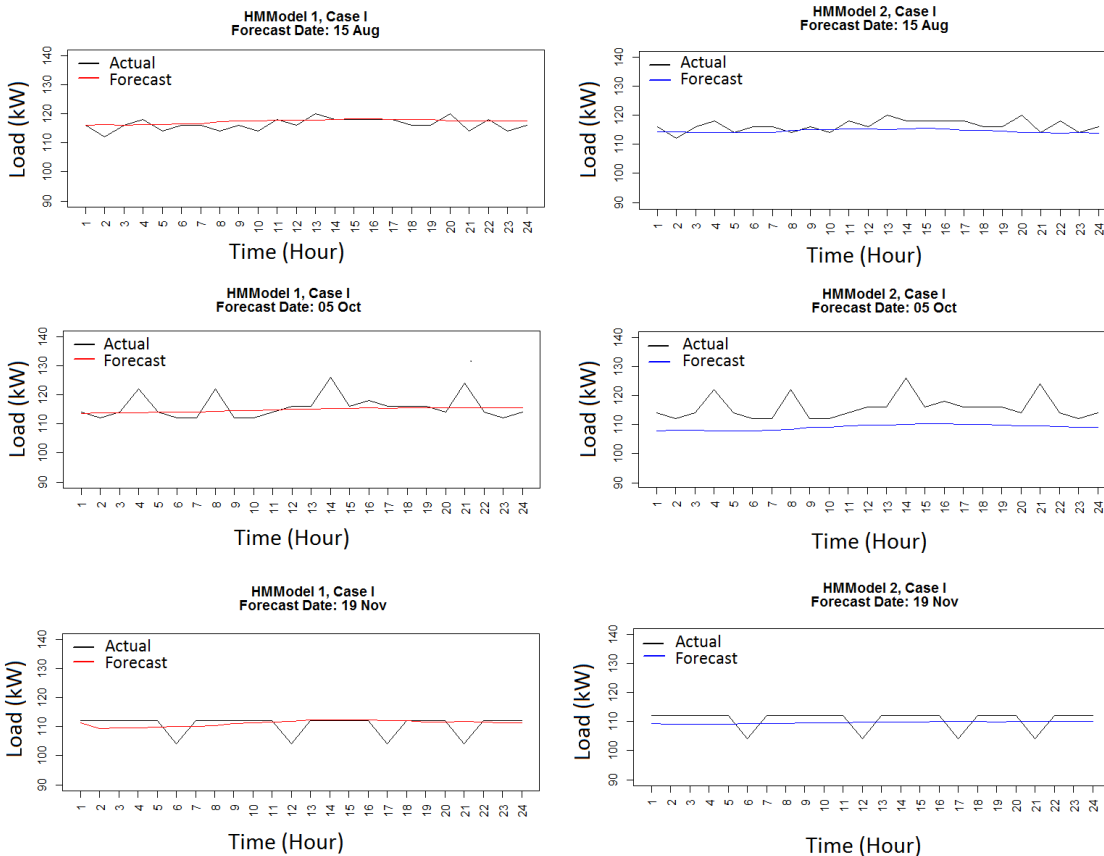 HMModel 1, Case I
Forecast Date: 15 Aug
Load (kW)
140
130
120
110
100
90
Actual
Forecast
1 2 3 4 5 6 7 8 9 10 11 12 13 14 15 16 17 18 19 20 21 22 23 24
Time (Hour)
HMModel 2, Case I
Forecast Date: 15 Aug
Load (kW)
140
130
120
110
100
90
Actual
Forecast
1 2 3 4 5 6 7 8 9 10 11 12 13 14 15 16 17 18 19 20 21 22 23 24
Time (Hour)
HMModel 1, Case I
Forecast Date: 05 Oct
Load (kW)
140
130
120
110
100
90
Actual
Forecast
1 2 3 4 5 6 7 8 9 10 11 12 13 14 15 16 17 18 19 20 21 22 23 24
Time (Hour)
HMModel 2, Case I
Forecast Date: 05 Oct
Load (kW)
140
130
120
110
100
90
Actual
Forecast
1 2 3 4 5 6 7 8 9 10 11 12 13 14 15 16 17 18 19 20 21 22 23 24
Time (Hour)
HMModel 1, Case I
Forecast Date: 19 Nov
Load (kW)
140
130
120
110
100
90
Actual
Forecast
1 2 3 4 5 6 7 8 9 10 11 12 13 14 15 16 17 18 19 20 21 22 23 24
Time (Hour)
HMModel 2, Case I
Forecast Date: 19 Nov
Load (kW)
140
130
120
110
100
90
Actual
Forecast
1 2 3 4 5 6 7 8 9 10 11 12 13 14 15 16 17 18 19 20 21 22 23 24
Time (Hour)